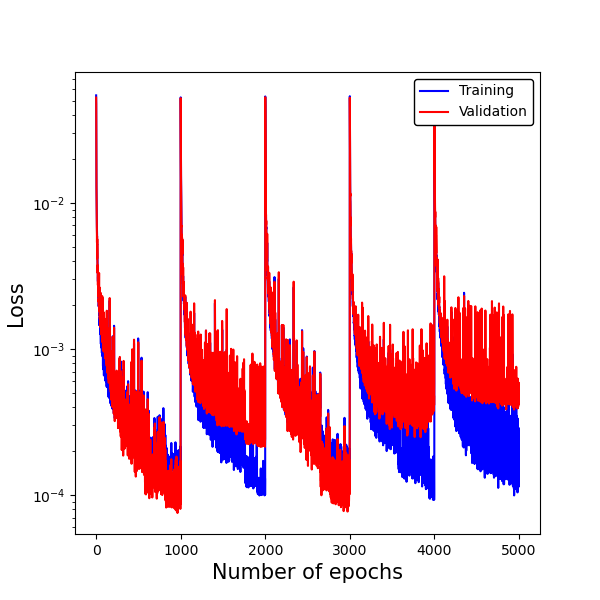 Training
Validation
Loss
10⁻²
10⁻³
10⁻⁴
0 1000 2000 3000 4000 5000
Number of epochs